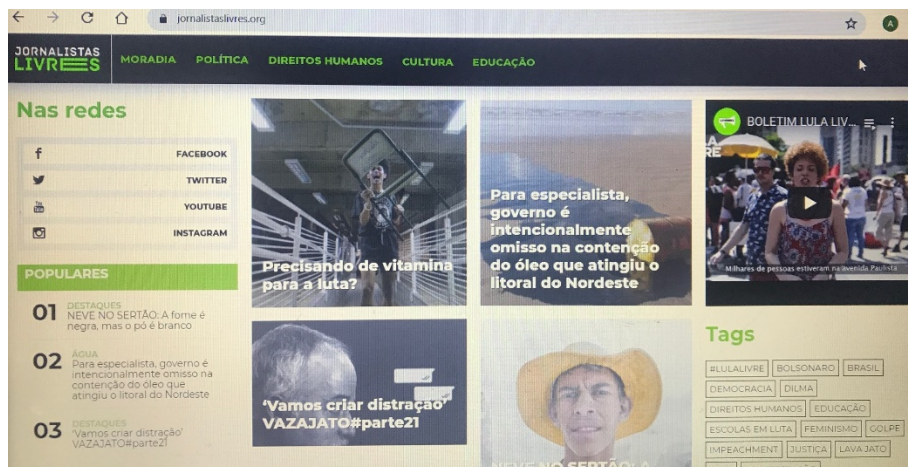 jornalistaslivres.org
A
JORNALISTAS
LIVRES
MORADIA POLÍTICA DIREITOS HUMANOS CULTURA EDUCAÇÃO
Nas redes
FACEBOOK
TWITTER
YOUTUBE
INSTAGRAM
POPULARES
01 DESTAQUES
NEVE NO SERTÃO: A fome é
negra, mas o pó é branco
02 ÁGUA
Para especialista, governo é
intencionalmente omisso na
contenção do óleo que
atingiu o litoral do Nordeste
03 DESTAQUES
'Vamos criar distração'
VAZAJATO#parte21
Precisando de vitamina
para a luta?
'Vamos criar distração'
VAZAJATO#parte21
Para especialista,
governo é
intencionalmente
omisso na contenção
do óleo que atingiu o
litoral do Nordeste
NEVE NO SERTÃO: A
BOLETIM LULA LIV...
Milhares de pessoas estiveram na avenida Paulista
Tags
#LULALIVRE BOLSONARO BRASIL
DEMOCRACIA DILMA
DIREITOS HUMANOS EDUCAÇÃO
ESCOLAS EM LUTA FEMINISMO GOLPE
IMPEACHMENT JUSTIÇA LAVA JATO